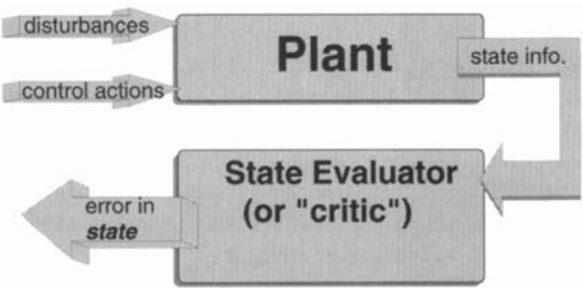 disturbances
Plant
state info.
control actions
State Evaluator
(or "critic")
error in
state